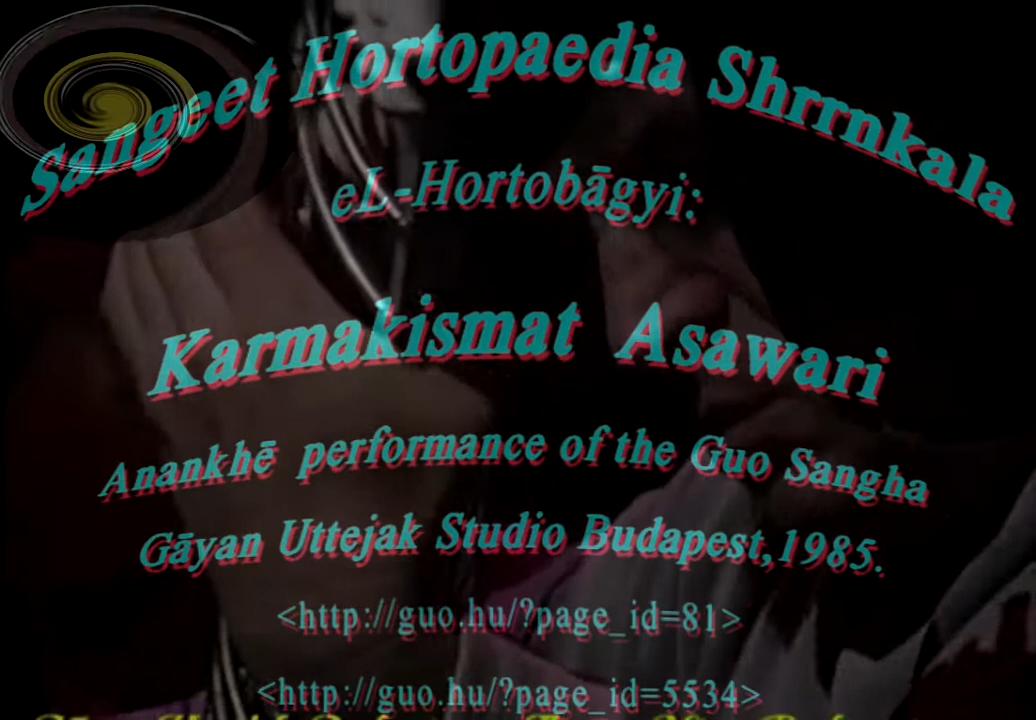 Sangeet Hortopaedia Shrrnkala
eL-Hortobāgyi:
Karmakismat Asawari
Anankhē performance of the Guo Sangha
Gāyan Uttejak Studio Budapest,1985.
<http://guo.hu/?page_id=81>
<http://guo.hu/?page_id=5534>